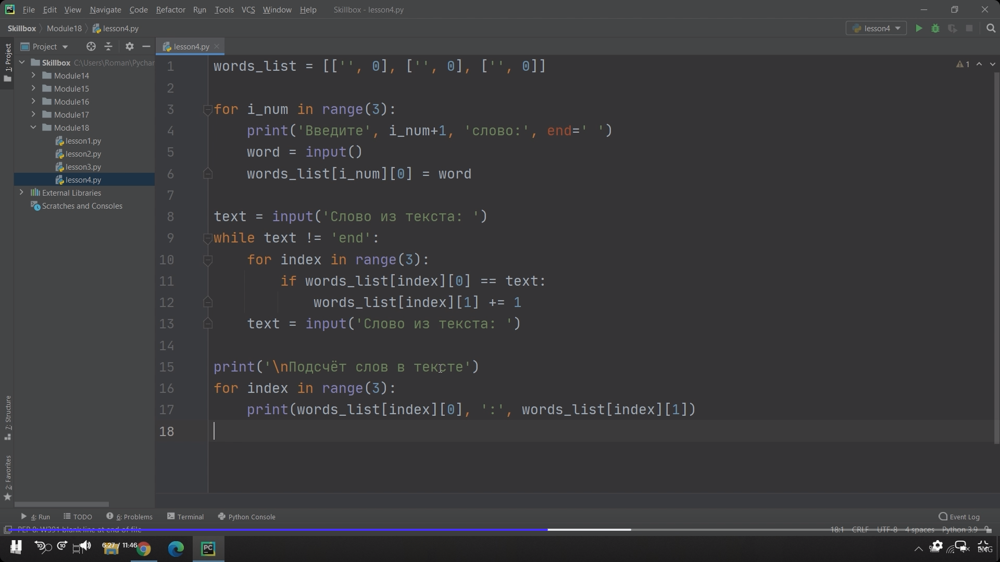 File Edit View Navigate Code Refactor Run Tools VCS Window Help Skillbox - lesson4.py
Skillbox Module18 lesson4.py lesson4
1: Project
Project
lesson4.py
Skillbox C:\Users\Roman\Pychar
Module14
Module15
Module16
Module17
Module18
lesson1.py
lesson2.py
lesson3.py
lesson4.py
External Libraries
Scratches and Consoles
1 words_list = [['', 0], ['', 0], ['', 0]]
2
3 for i_num in range(3):
4 print('Введите', i_num+1, 'слово:', end=' ')
5 word = input()
6 words_list[i_num][0] = word
7
8 text = input('Слово из текста: ')
9 while text != 'end':
10 for index in range(3):
11 if words_list[index][0] == text:
12 words_list[index][1] += 1
13 text = input('Слово из текста: ')
14
15 print('\nПодсчёт слов в тексте')
16 for index in range(3):
17 print(words_list[index][0], ':', words_list[index][1])
18
1
7: Structure
2: Favorites
4: Run TODO 6: Problems Terminal Python Console Event Log
PEP 8: W391 blank line at end of file 18:1 CRLF UTF-8 4 spaces Python 3.9
10 10 6:27 / 11:46 PC ENG